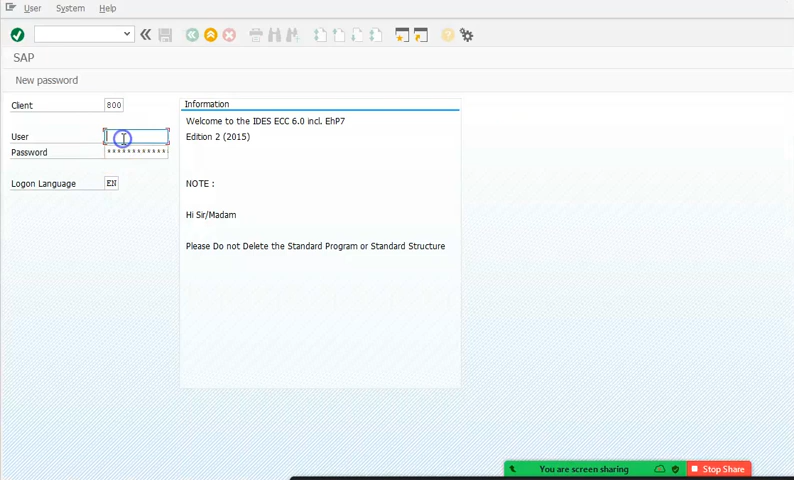 User System Help
SAP
New password
Client 800
Information
Welcome to the IDES ECC 6.0 incl. EhP7
User
Edition 2 (2015)
Password ************
Logon Language EN
NOTE :
Hi Sir/Madam
Please Do not Delete the Standard Program or Standard Structure
You are screen sharing Stop Share